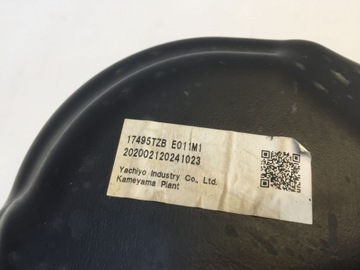 17495TZB E011M1
202002120241023
Yachiyo Industry Co., Ltd.
Kameyama Plant